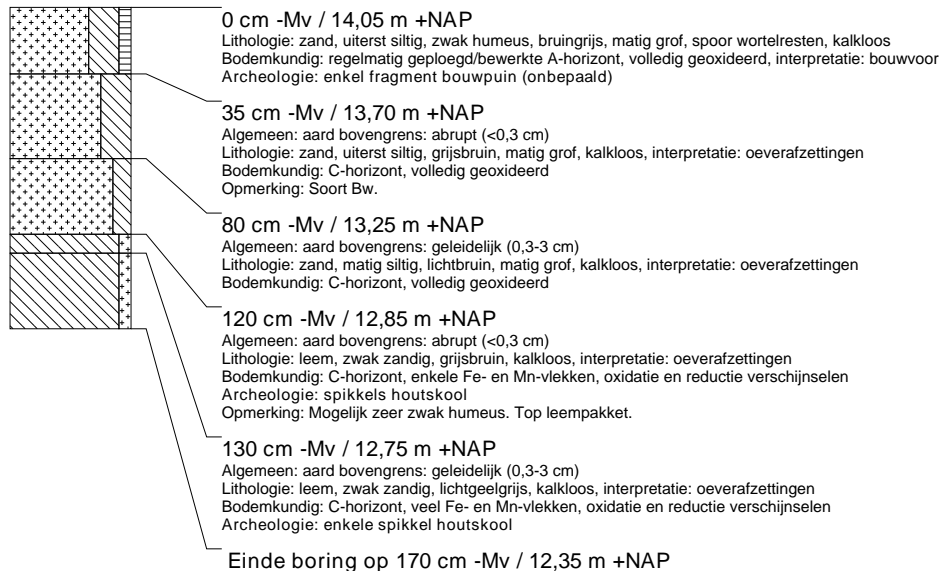 0 cm -Mv / 14,05 m +NAP
Lithologie: zand, uiterst siltig, zwak humeus, bruingrijs, matig grof, spoor wortelresten, kalkloos
Bodemkundig: regelmatig geploegd/bewerkte A-horizont, volledig geoxideerd, interpretatie: bouwvoor
Archeologie: enkel fragment bouwpuin (onbepaald)
35 cm -Mv / 13,70 m +NAP
Algemeen: aard bovengrens: abrupt (<0,3 cm)
Lithologie: zand, uiterst siltig, grijsbruin, matig grof, kalkloos, interpretatie: oeverafzettingen
Bodemkundig: C-horizont, volledig geoxideerd
Opmerking: Soort Bw.
80 cm -Mv / 13,25 m +NAP
Algemeen: aard bovengrens: geleidelijk (0,3-3 cm)
Lithologie: zand, matig siltig, lichtbruin, matig grof, kalkloos, interpretatie: oeverafzettingen
Bodemkundig: C-horizont, volledig geoxideerd
120 cm -Mv / 12,85 m +NAP
Algemeen: aard bovengrens: abrupt (<0,3 cm)
Lithologie: leem, zwak zandig, grijsbruin, kalkloos, interpretatie: oeverafzettingen
Bodemkundig: C-horizont, enkele Fe- en Mn-vlekken, oxidatie en reductie verschijnselen
Archeologie: spikkels houtskool
Opmerking: Mogelijk zeer zwak humeus. Top leempakket.
130 cm -Mv / 12,75 m +NAP
Algemeen: aard bovengrens: geleidelijk (0,3-3 cm)
Lithologie: leem, zwak zandig, lichtgeelgrijs, kalkloos, interpretatie: oeverafzettingen
Bodemkundig: C-horizont, veel Fe- en Mn-vlekken, oxidatie en reductie verschijnselen
Archeologie: enkele spikkel houtskool
Einde boring op 170 cm -Mv / 12,35 m +NAP